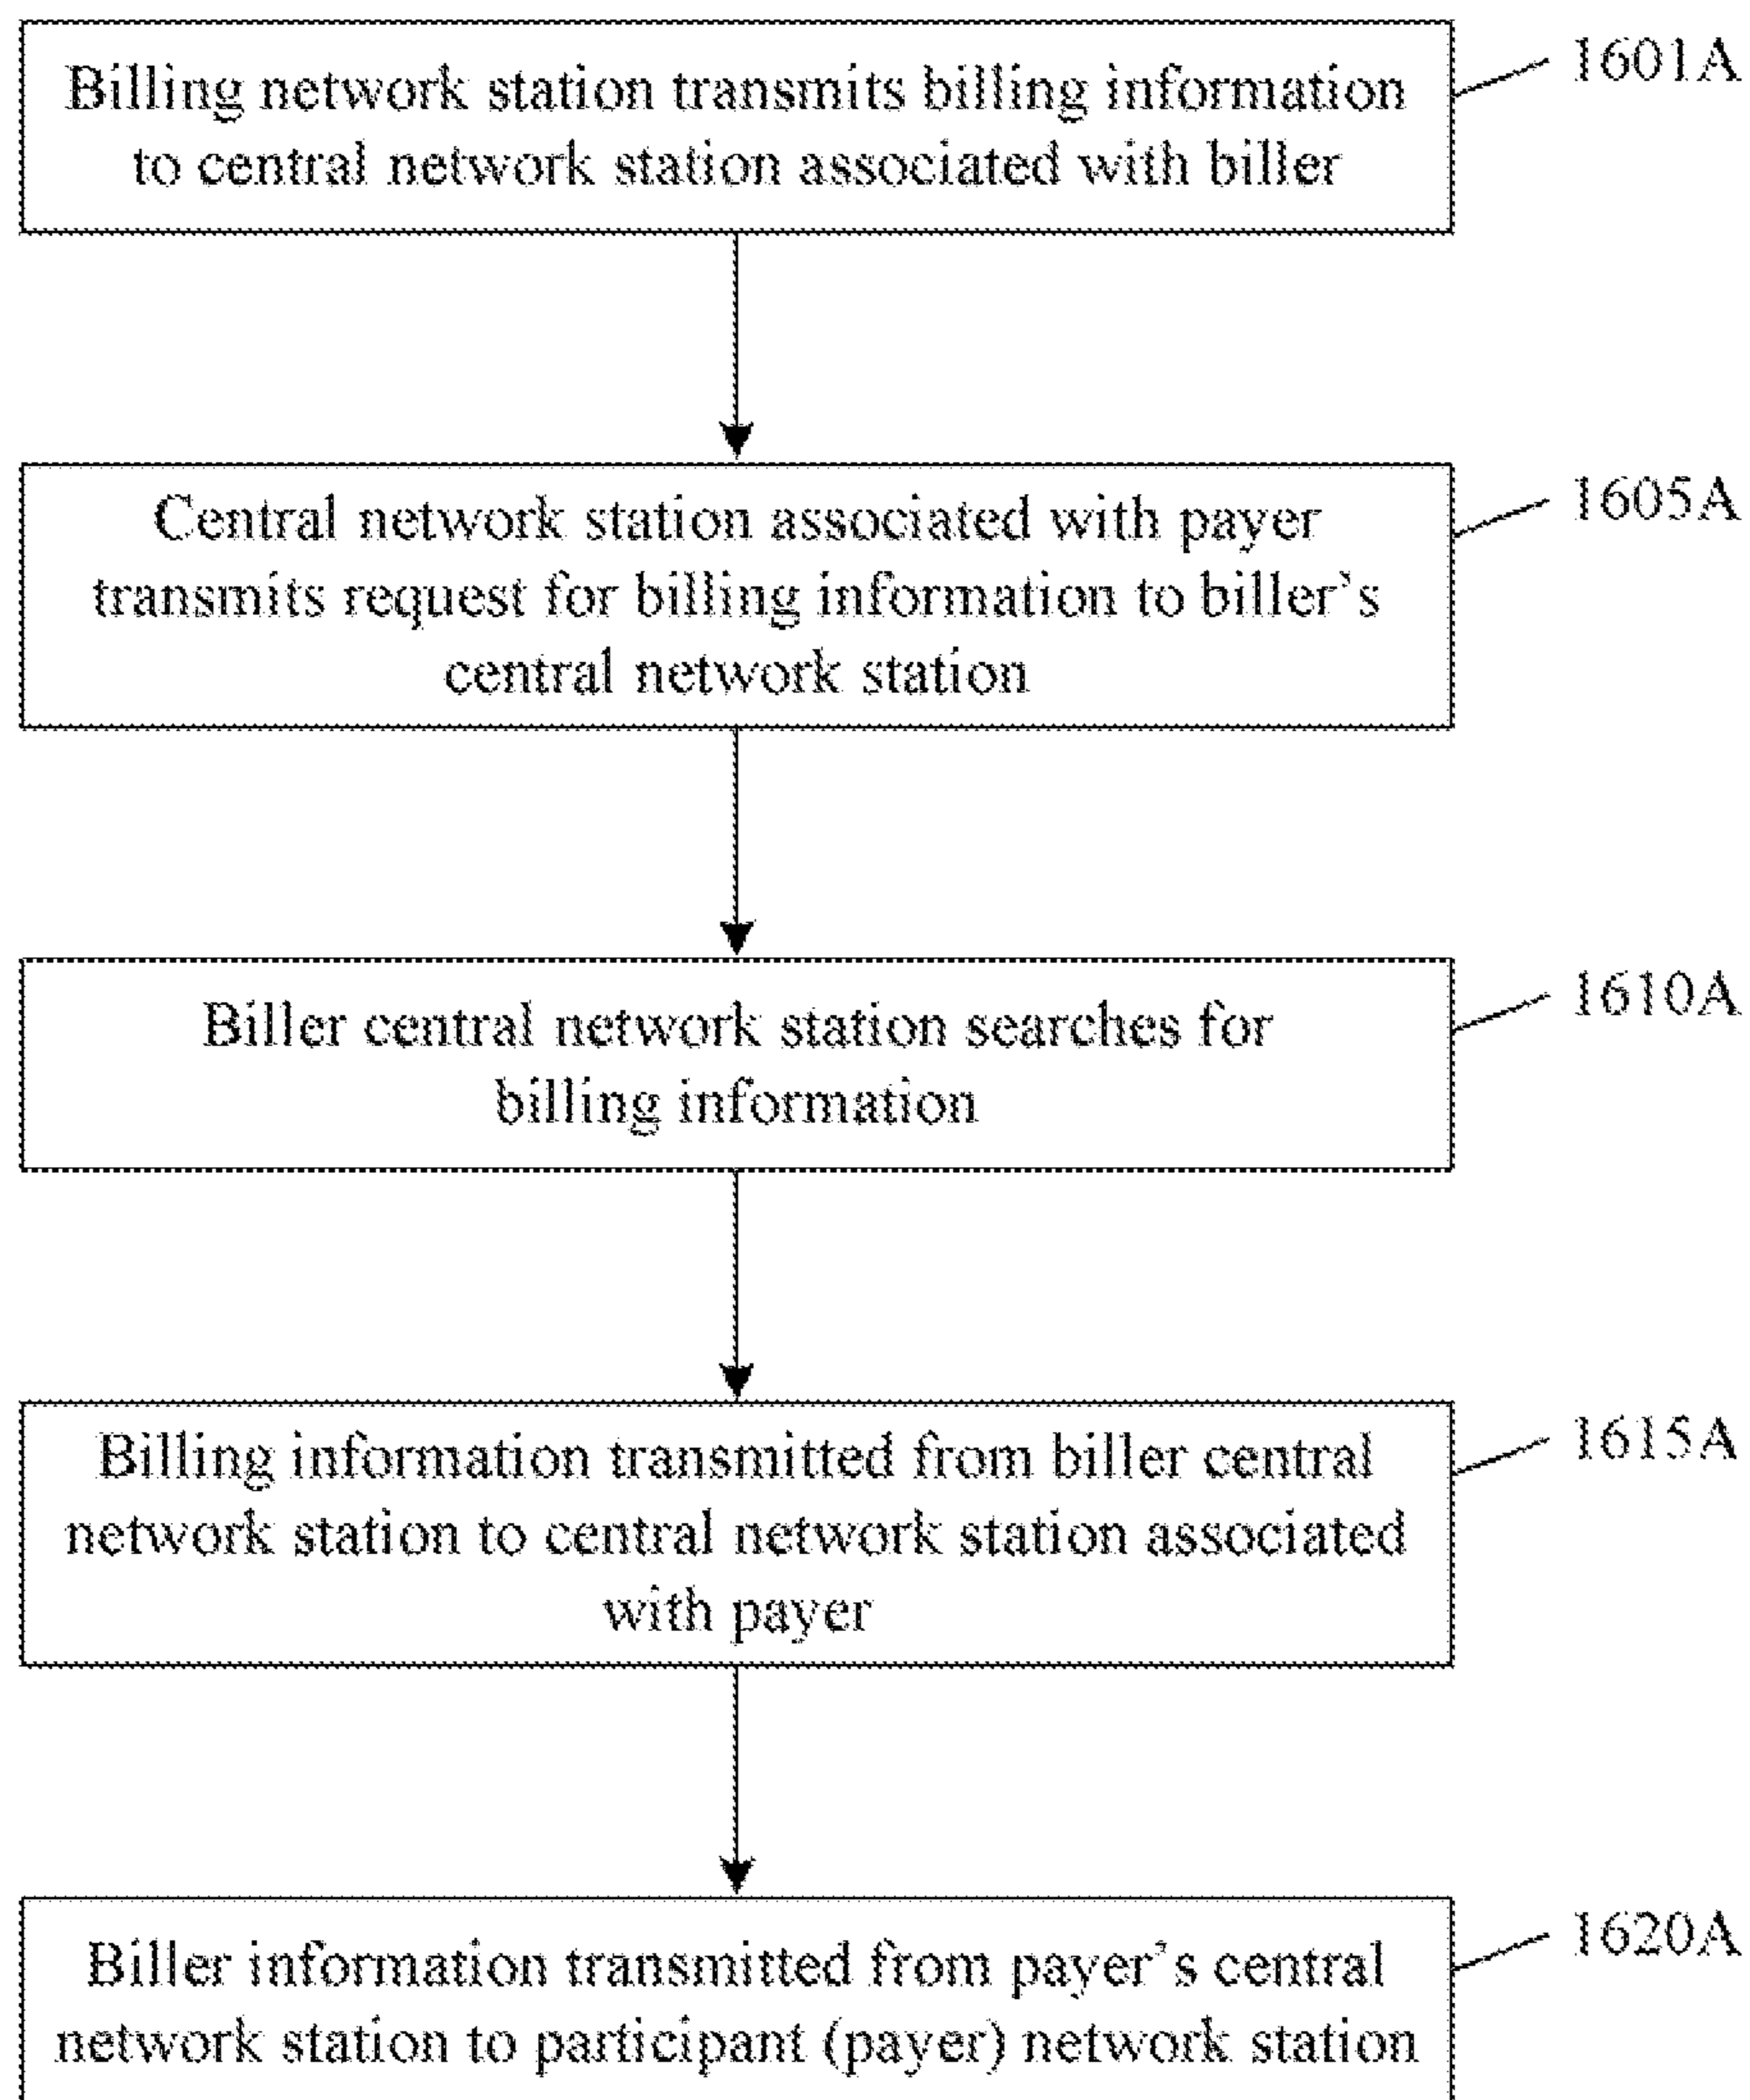 Billing network station transmits billing information
to central network station associated with biller
1601A
Central network station associated with payer
transmits request for billing information to biller's
central network station
1605A
Biller central network station searches for
billing information
1610A
Billing information transmitted from biller central
network station to central network station associated
with payer
1615A
Biller information transmitted from payer's central
network station to participant (payer) network station
1620A